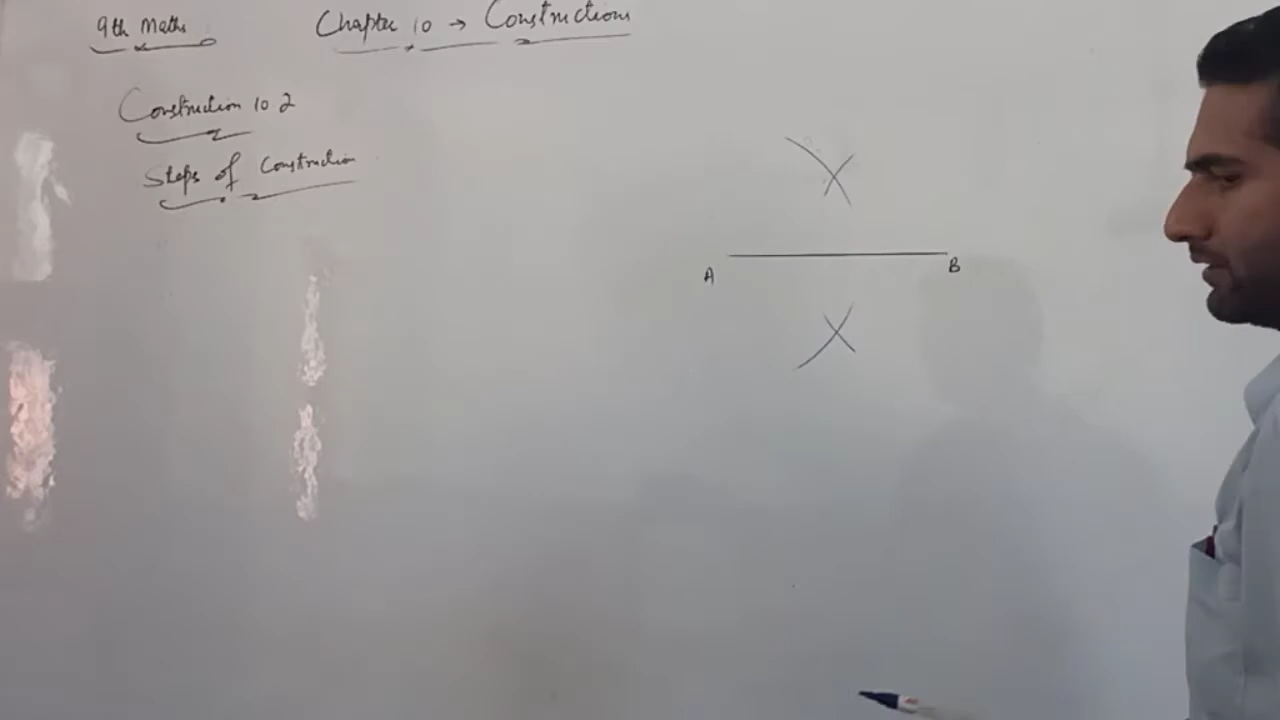 9th Maths
Chapter 10 → Constructions
Construction 10 2
Steps of Construction
A
B